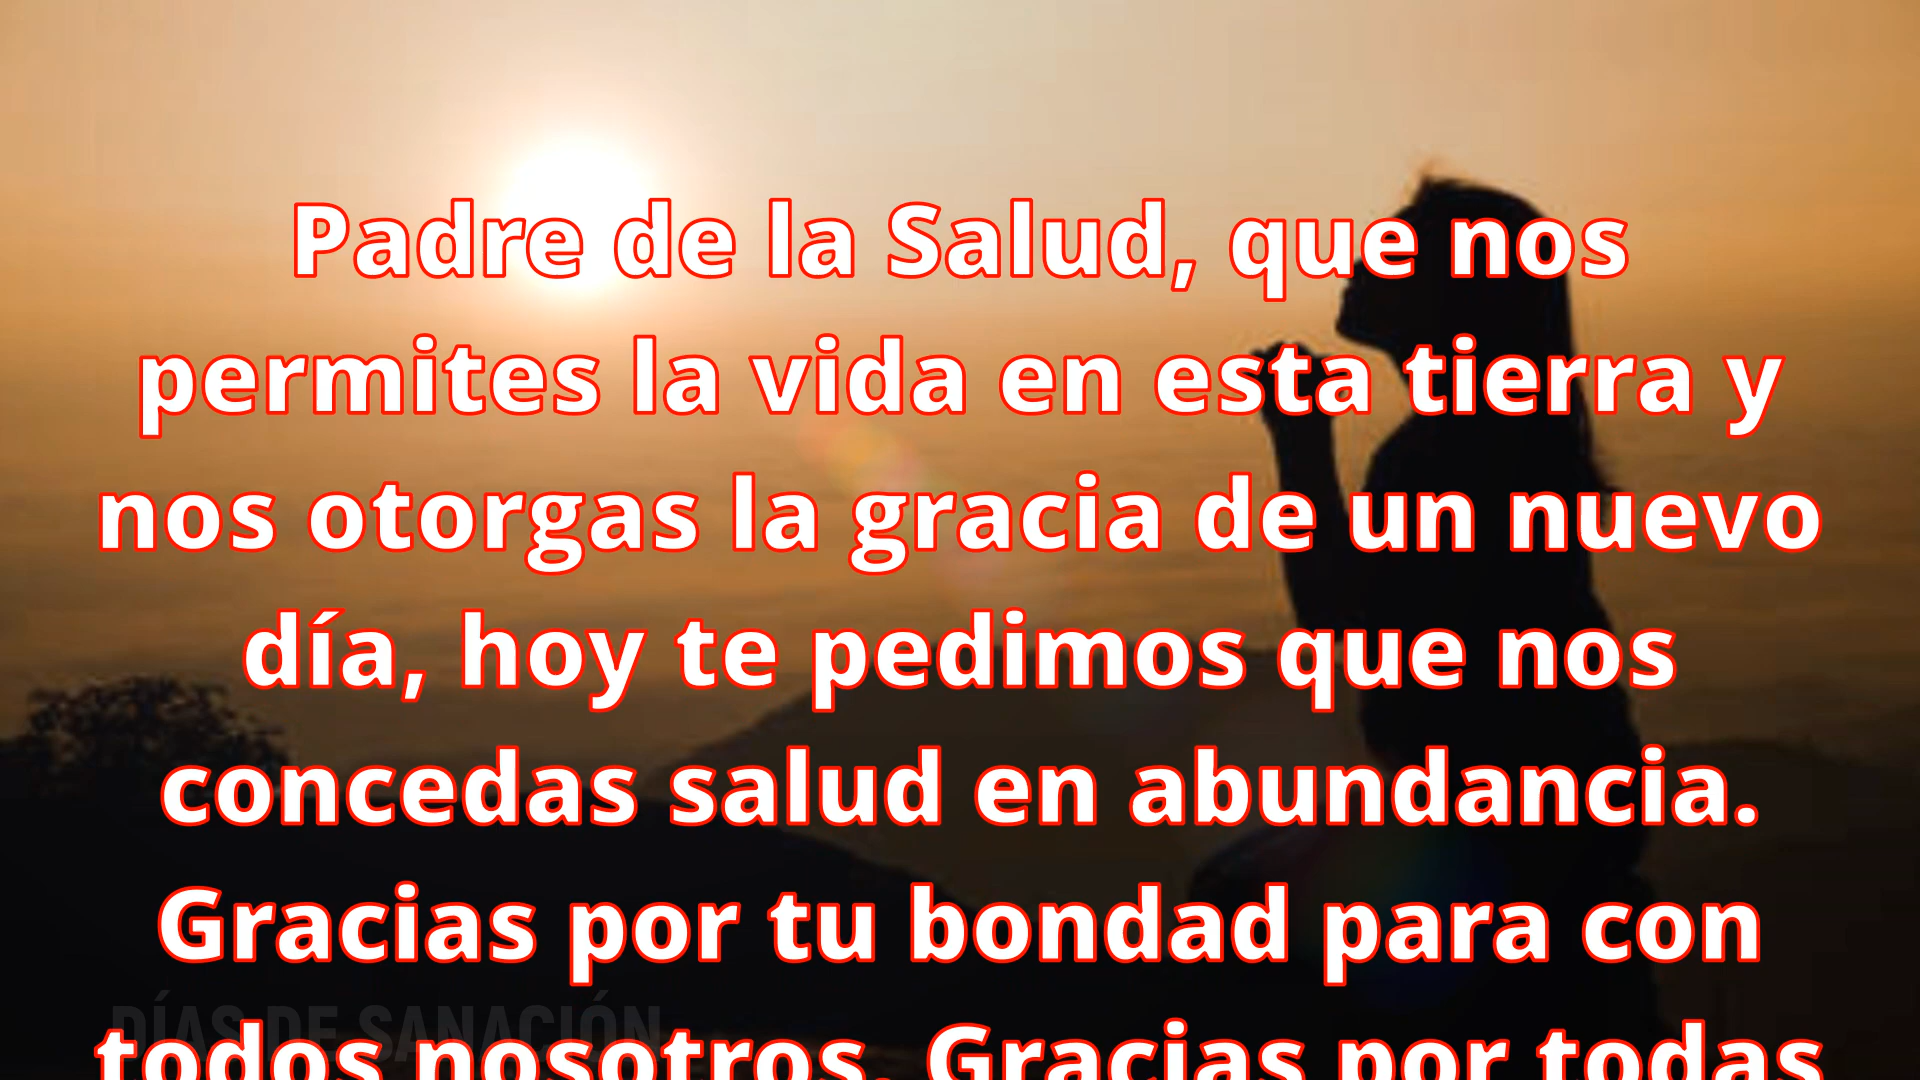 Padre de la Salud, que nos
permites la vida en esta tierra y
nos otorgas la gracia de un nuevo
día, hoy te pedimos que nos
concedas salud en abundancia.
Gracias por tu bondad para con
DÍAS DE SANACIÓN
todos nosotros. Gracias por todas